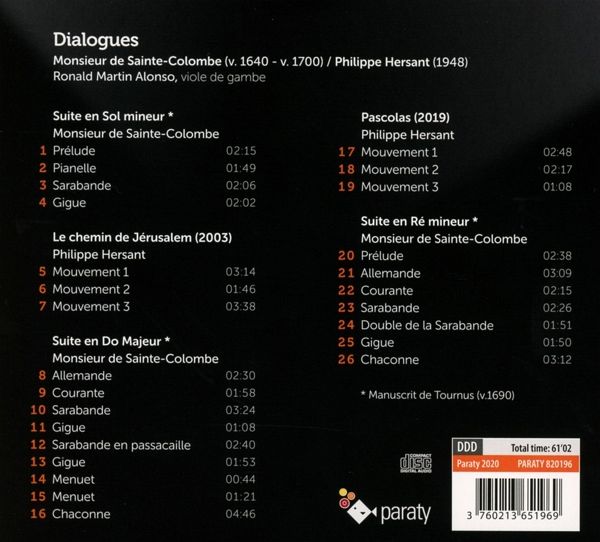 Dialogues
Monsieur de Sainte-Colombe (v. 1640 - v. 1700) / Philippe Hersant (1948)
Ronald Martin Alonso, viole de gambe
Suite en Sol mineur *
Monsieur de Sainte-Colombe
1 Prélude 02:15
2 Pianelle 01:49
3 Sarabande 02:06
4 Gigue 02:02
Le chemin de Jérusalem (2003)
Philippe Hersant
5 Mouvement 1 03:14
6 Mouvement 2 01:46
7 Mouvement 3 03:38
Suite en Do Majeur *
Monsieur de Sainte-Colombe
8 Allemande 02:30
9 Courante 01:58
10 Sarabande 03:24
11 Gigue 01:08
12 Sarabande en passacaille 02:40
13 Gigue 01:53
14 Menuet 00:44
15 Menuet 01:21
16 Chaconne 04:46
Pascolas (2019)
Philippe Hersant
17 Mouvement 1 02:48
18 Mouvement 2 02:17
19 Mouvement 3 01:08
Suite en Ré mineur *
Monsieur de Sainte-Colombe
20 Prélude 02:38
21 Allemande 03:09
22 Courante 02:15
23 Sarabande 02:26
24 Double de la Sarabande 01:51
25 Gigue 01:50
26 Chaconne 03:12
* Manuscrit de Tournus (v.1690)
paraty
COMPACT
disc
DIGITAL AUDIO
DDD Total time: 61'02
Paraty 2020 PARATY 820196
3 760213 651969